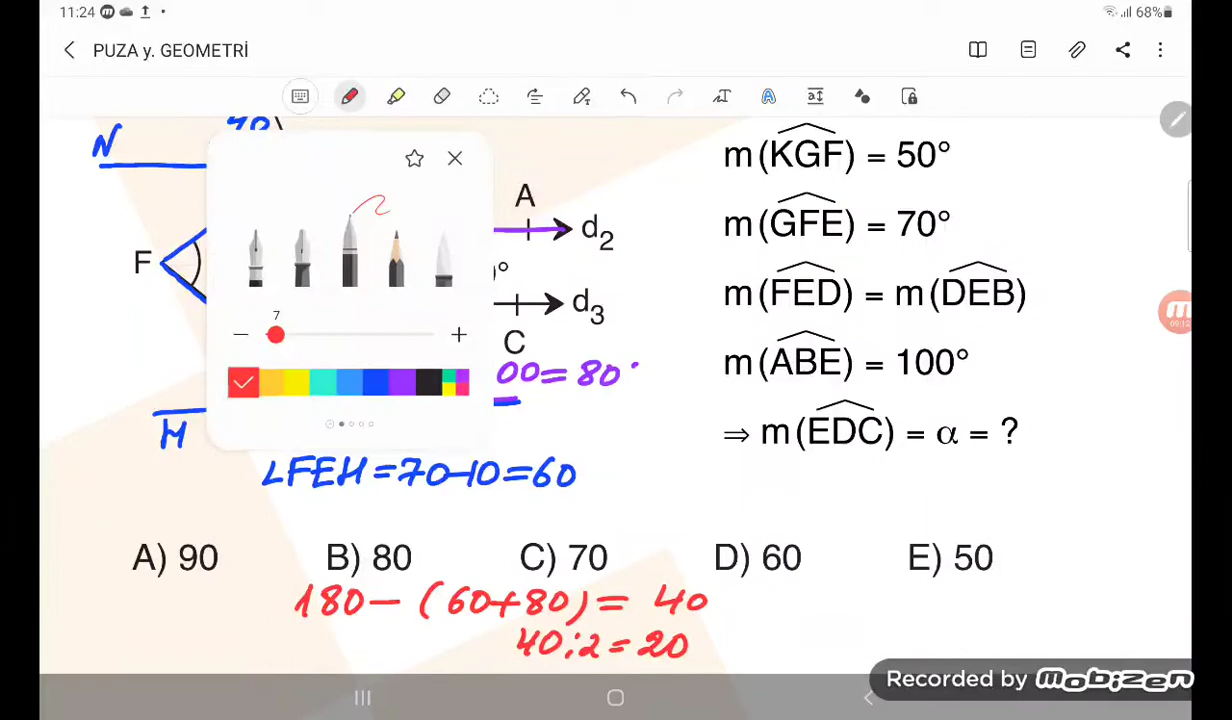 11:24 68%
PUZA y. GEOMETRİ
N
m(KGF) = 50°
A
d2
m(GFE) = 70°
F
7
m(FED) = m(DEB)
d3
C
00=80°
m(ABE) = 100°
M
⇒ m(EDC) = α = ?
∠FEH=70-10=60
A) 90 B) 80 C) 70 D) 60 E) 50
180-(60+80)= 40
40:2=20
Recorded by mobizen